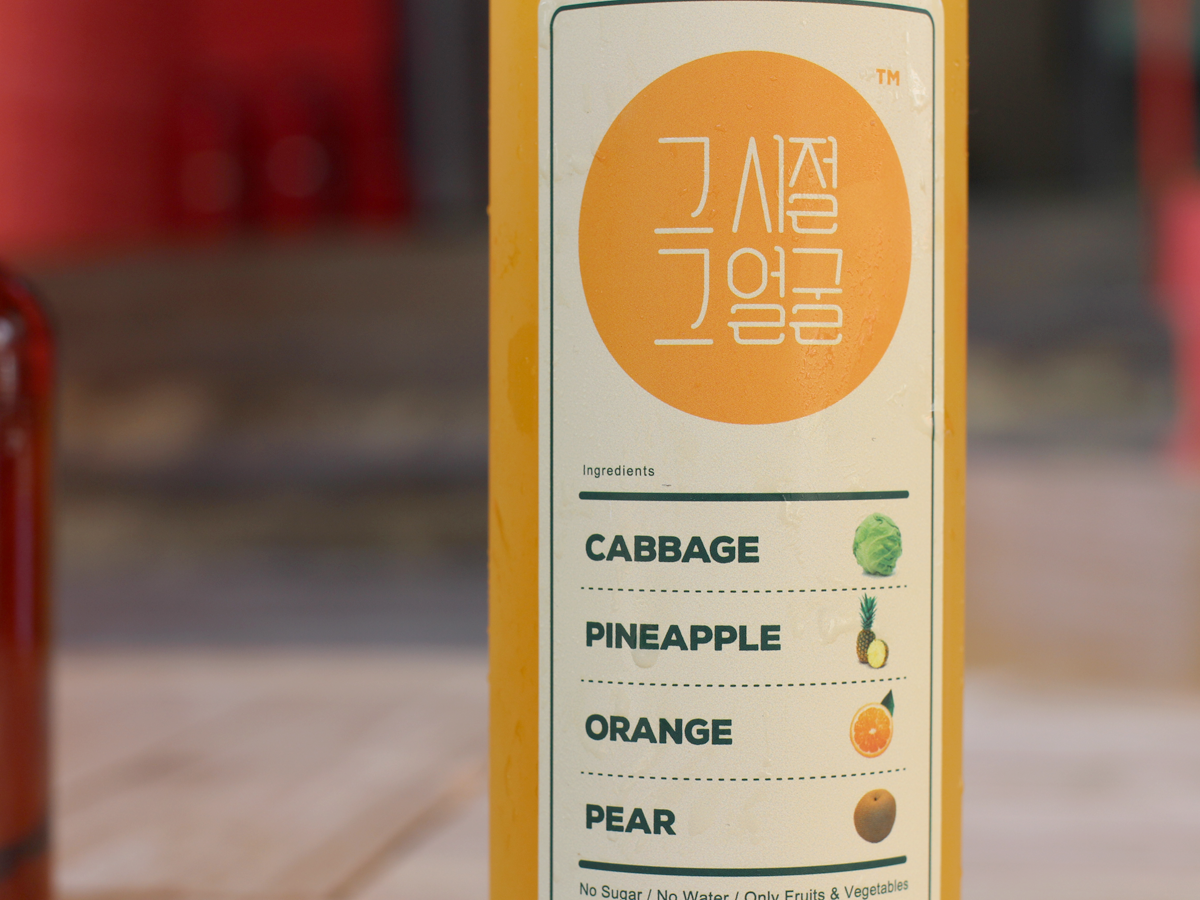 TM
그 시절
그 얼굴
Ingredients
CABBAGE
PINEAPPLE
ORANGE
PEAR
No Sugar / No Water / Only Fruits & Vegetables